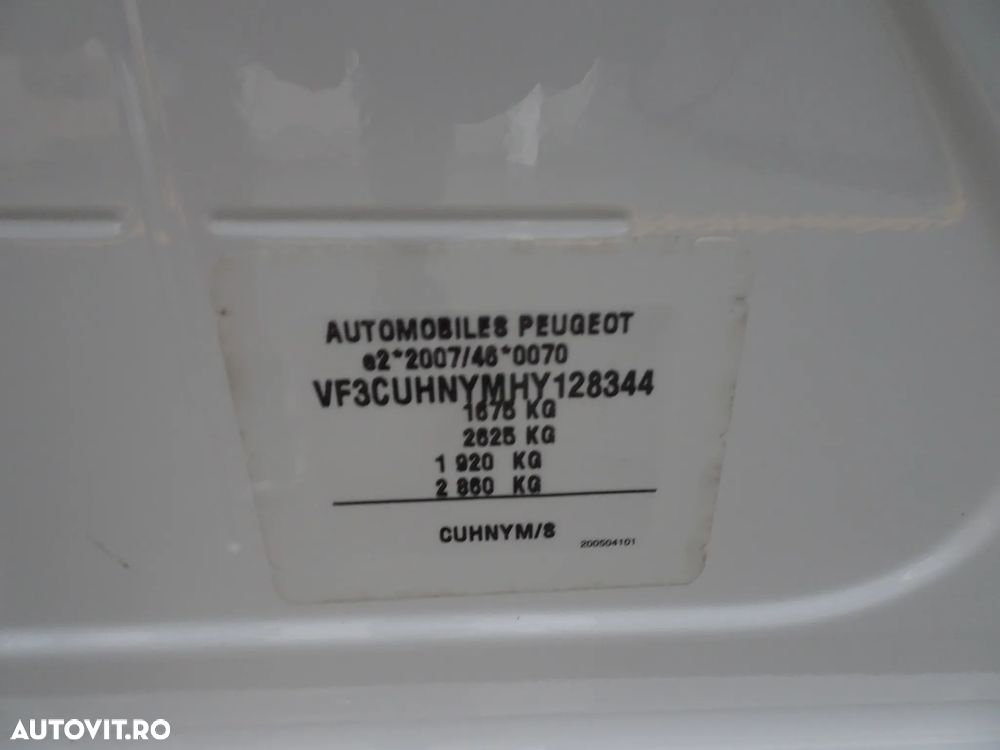 AUTOMOBILES PEUGEOT
e2*2007/46*0070
VF3CUHNYMHY128344
1675 KG
2625 KG
1 920 KG
2 860 KG
CUHNYM/S
200504101
AUTOVIT.RO